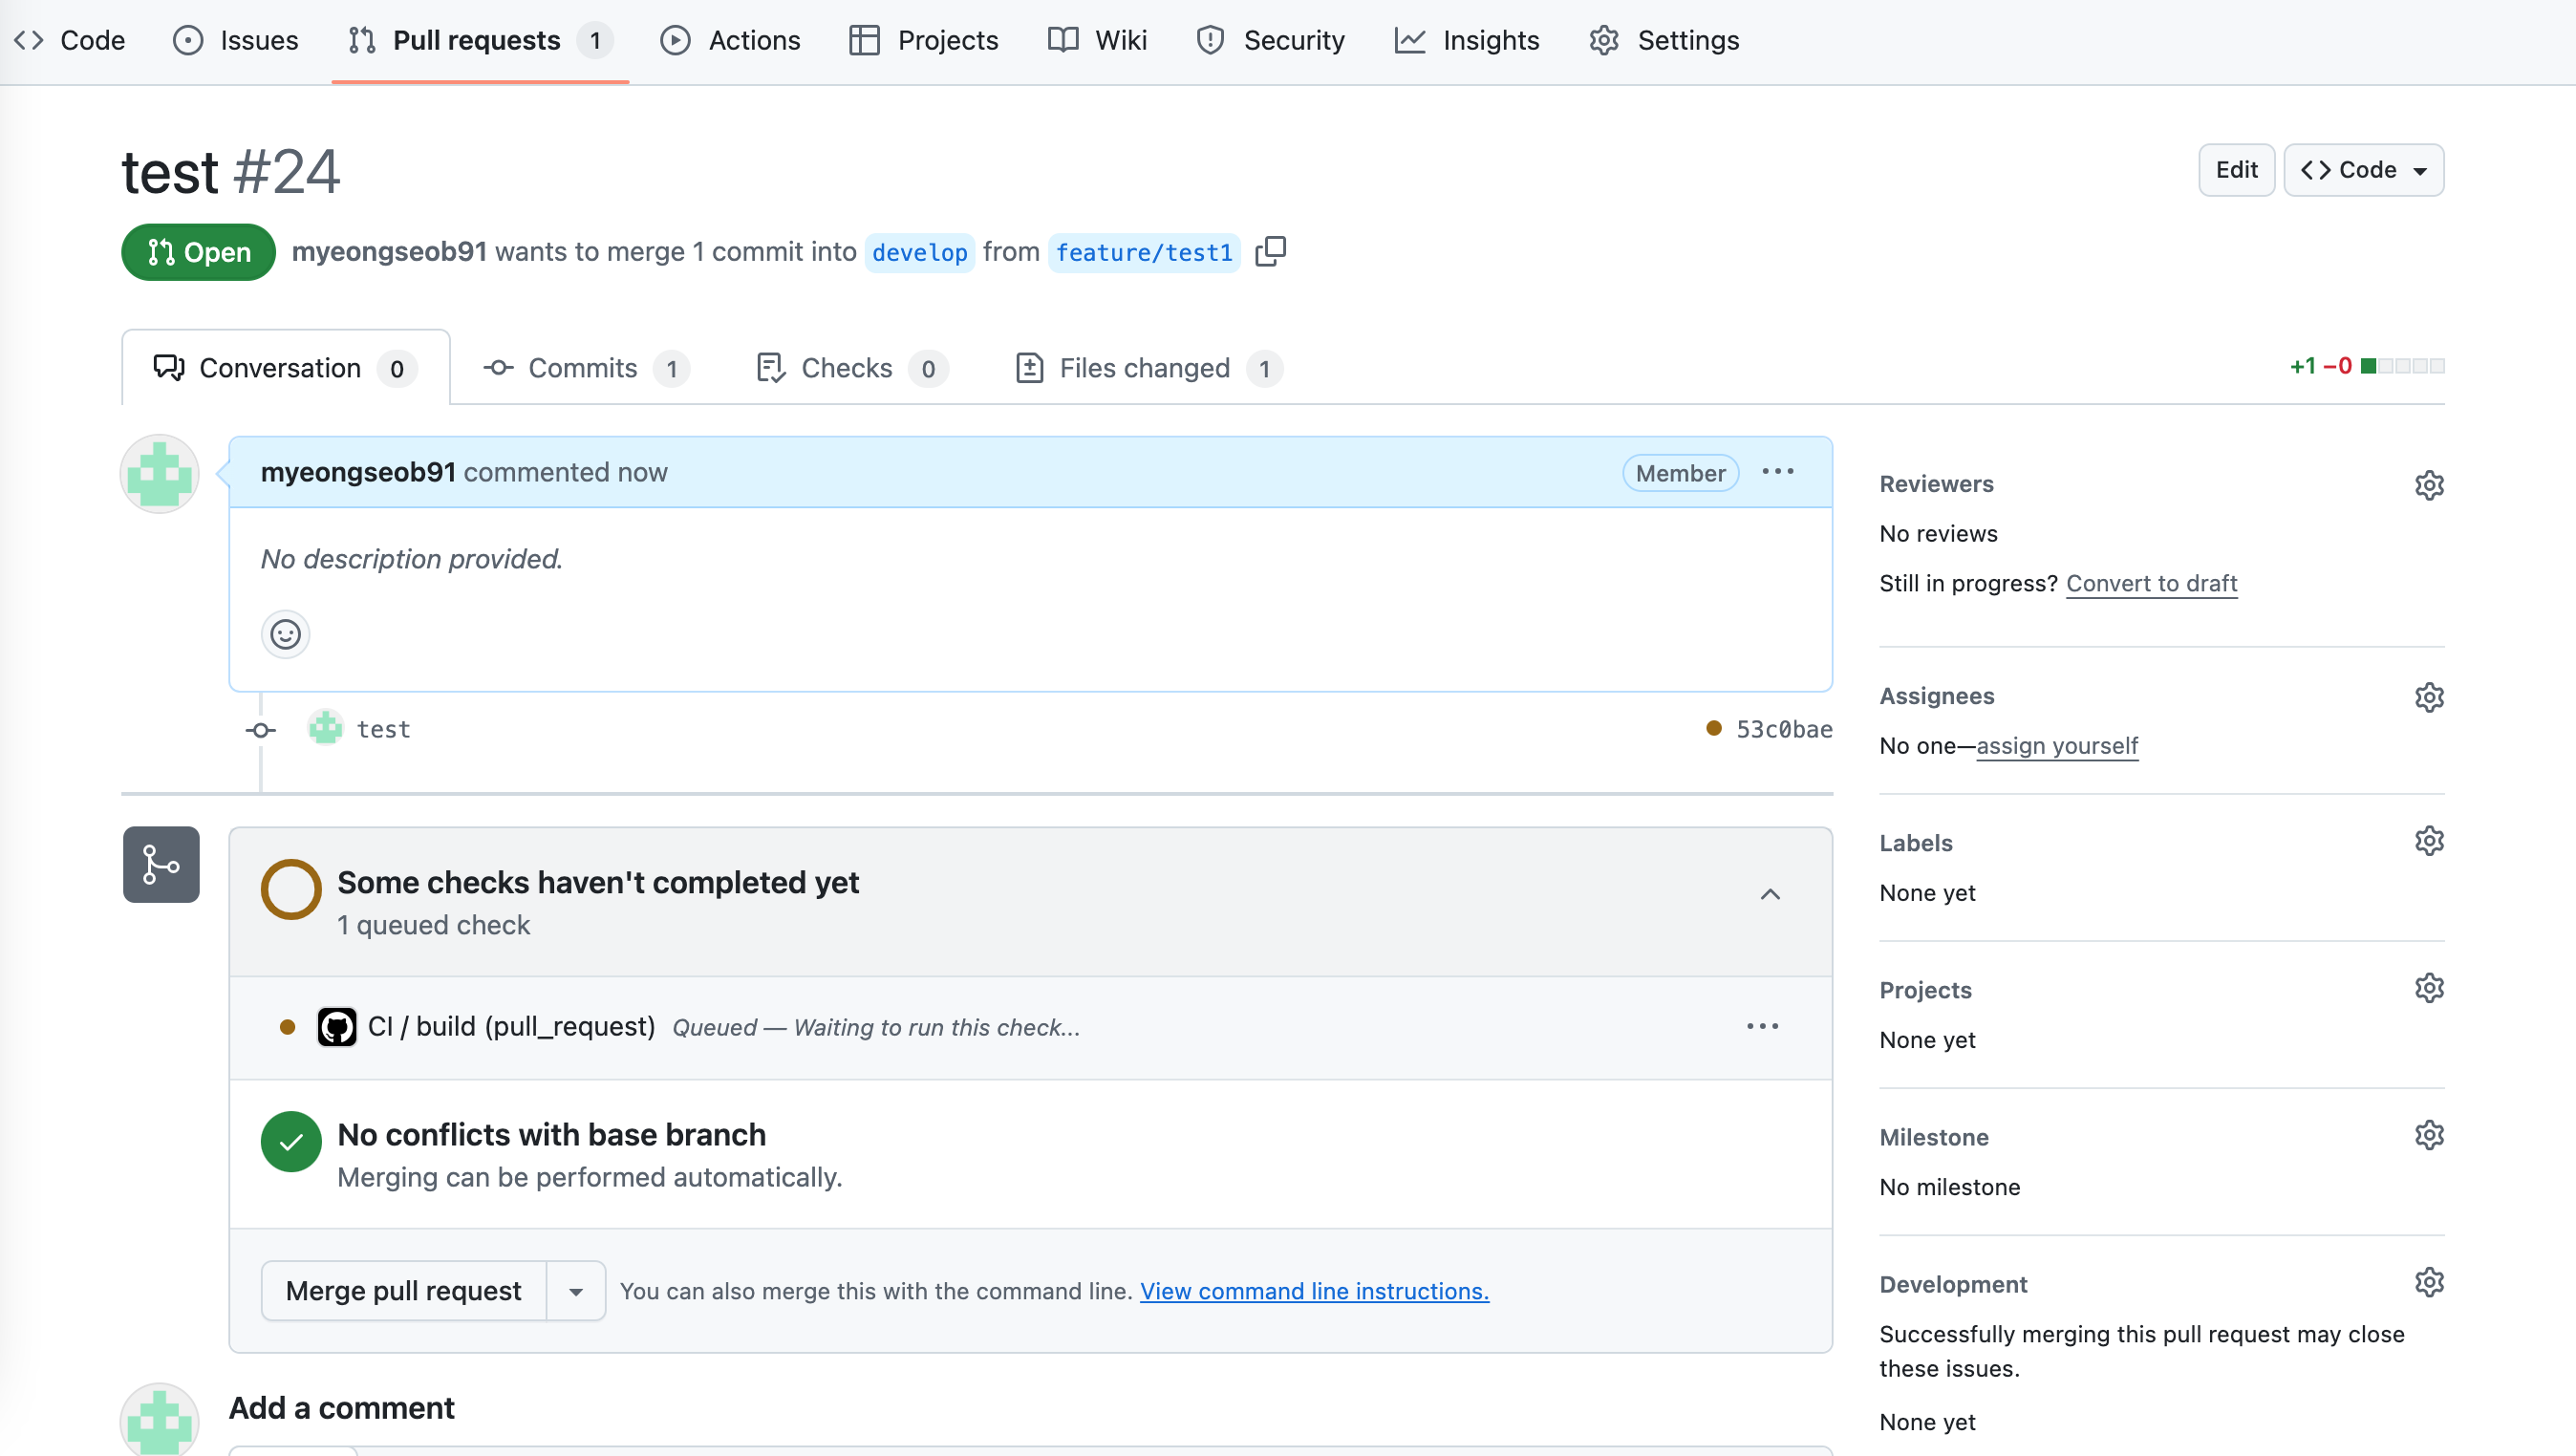 Code Issues Pull requests 1 Actions Projects Wiki Security Insights Settings
test #24
Edit Code
Open myeongseob91 wants to merge 1 commit into develop from feature/test1
Conversation 0 Commits 1 Checks 0 Files changed 1
+1 −0
myeongseob91 commented now
Member
No description provided.
test
53c0bae
Some checks haven't completed yet
1 queued check
CI / build (pull_request) Queued — Waiting to run this check...
No conflicts with base branch
Merging can be performed automatically.
Merge pull request
You can also merge this with the command line. View command line instructions.
Add a comment
Reviewers
No reviews
Still in progress? Convert to draft
Assignees
No one—assign yourself
Labels
None yet
Projects
None yet
Milestone
No milestone
Development
Successfully merging this pull request may close
these issues.
None yet